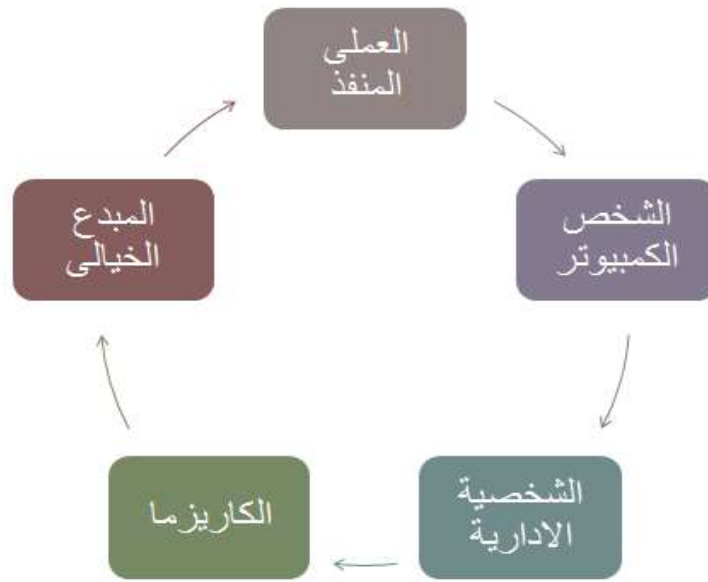 العملى
المنفذ
الشخص
الكمبيوتر
الشخصية
الادارية
الكاريزما
المبدع
الخيالى